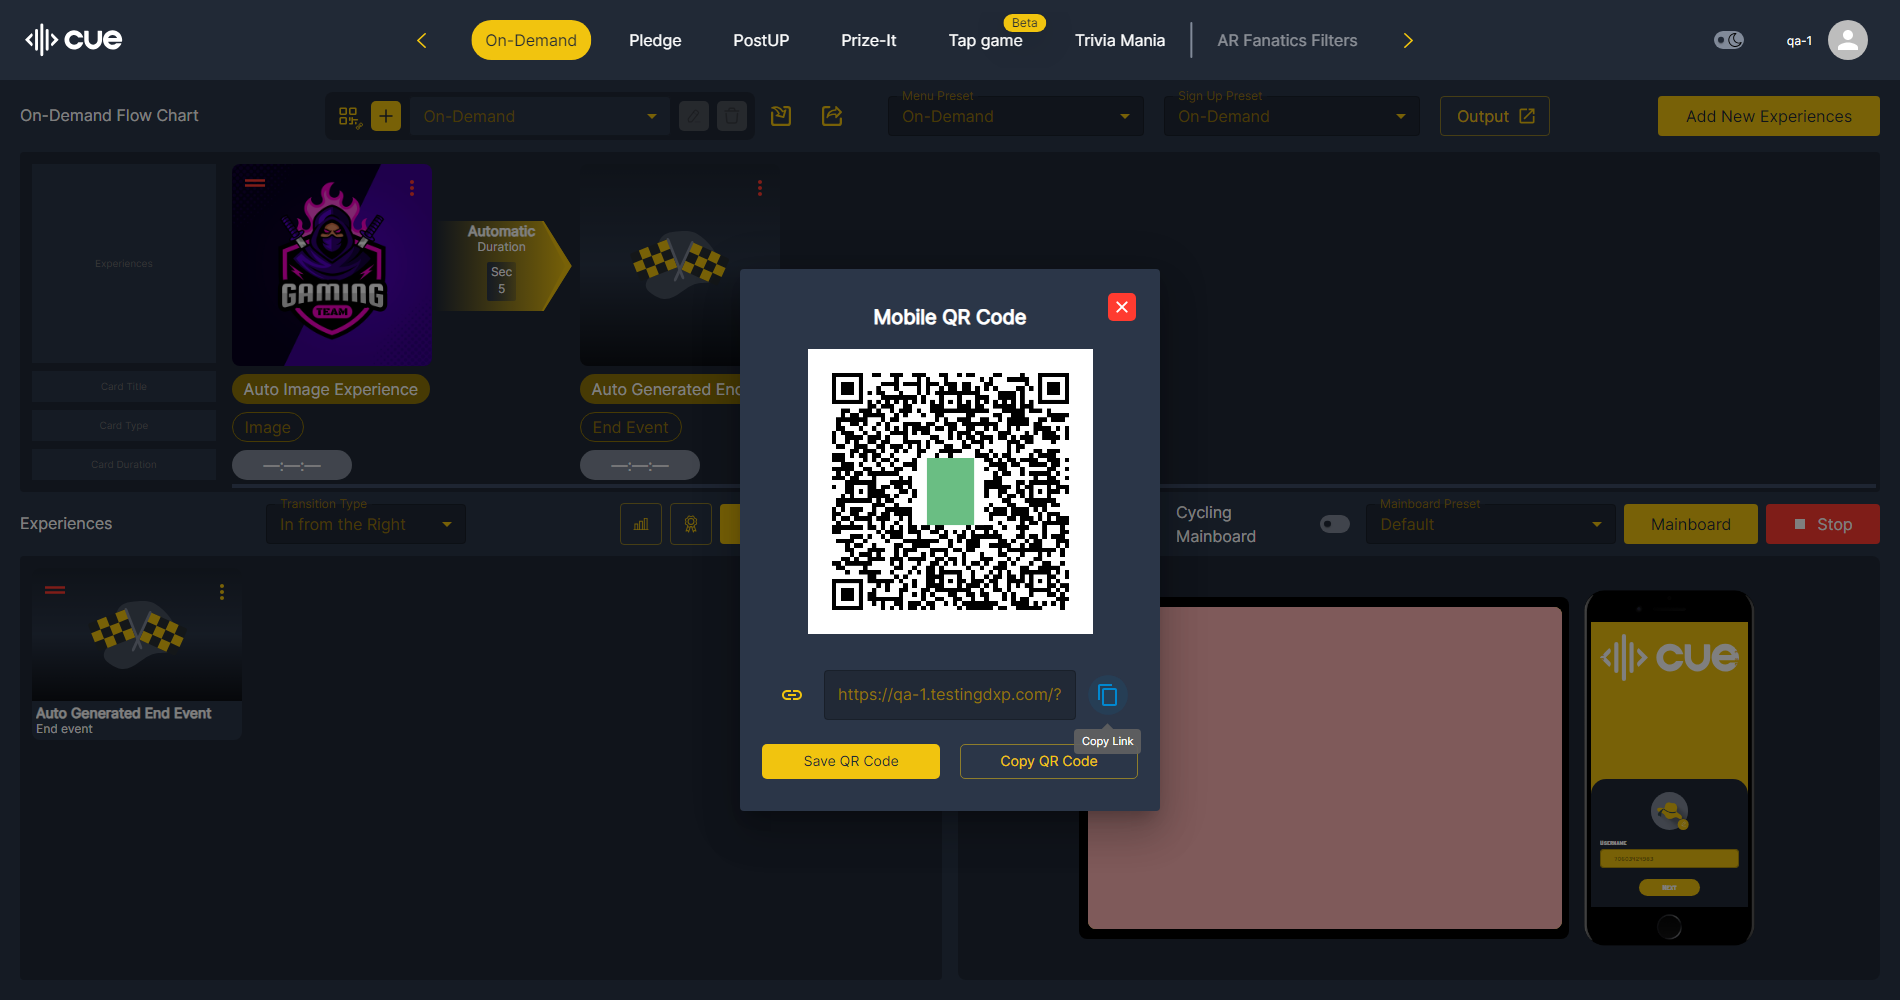 cue
On-Demand
Pledge
PostUP
Prize-It
Beta
Tap game
Trivia Mania
AR Fanatics Filters
qa-1
On-Demand Flow Chart
On-Demand
Menu Preset
On-Demand
Sign Up Preset
On-Demand
Output
Add New Experiences
Experiences
Card Title
Card Type
Card Duration
GAMING
TEAM
Auto Image Experience
Image
—:—:—
Automatic
Duration
Sec
5
Auto Generated End
End Event
—:—:—
Mobile QR Code
https://qa-1.testingdxp.com/?
Copy Link
Save QR Code
Copy QR Code
Experiences
Transition Type
In from the Right
Cycling
Mainboard
Mainboard Preset
Default
Mainboard
Stop
Auto Generated End Event
End event
cue
USERNAME
NEXT